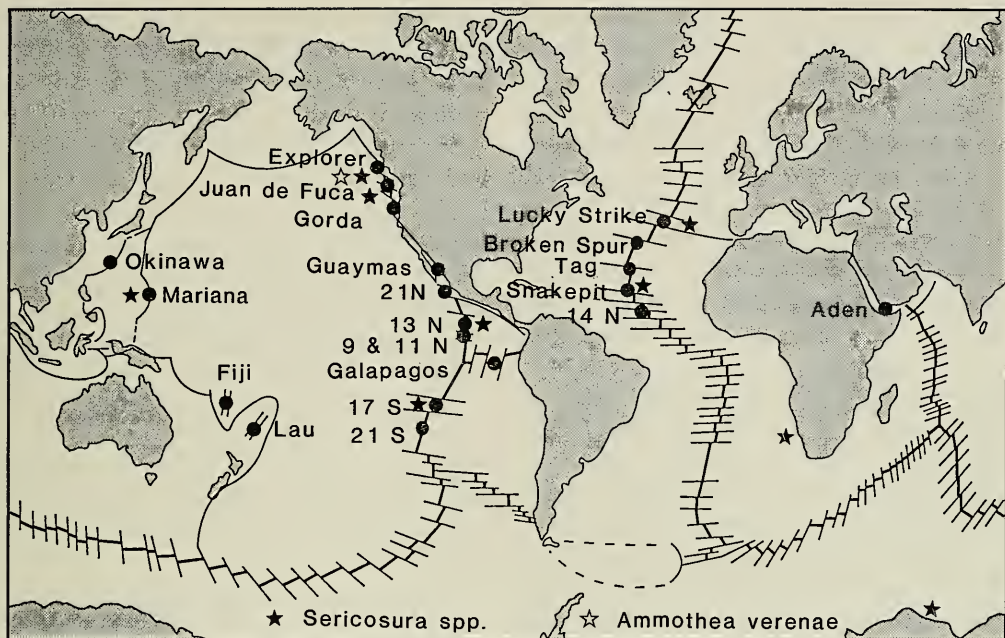 Explorer
Juan de Fuca
Gorda
Okinawa
Mariana
Guaymas
21N
13 N
9 & 11 N
Galapagos
Fiji
Lau
17 S
21 S
Lucky Strike
Broken Spur
Tag
Snakepit
14 N
Aden
★ Sericosura spp.
☆ Ammothea verenae